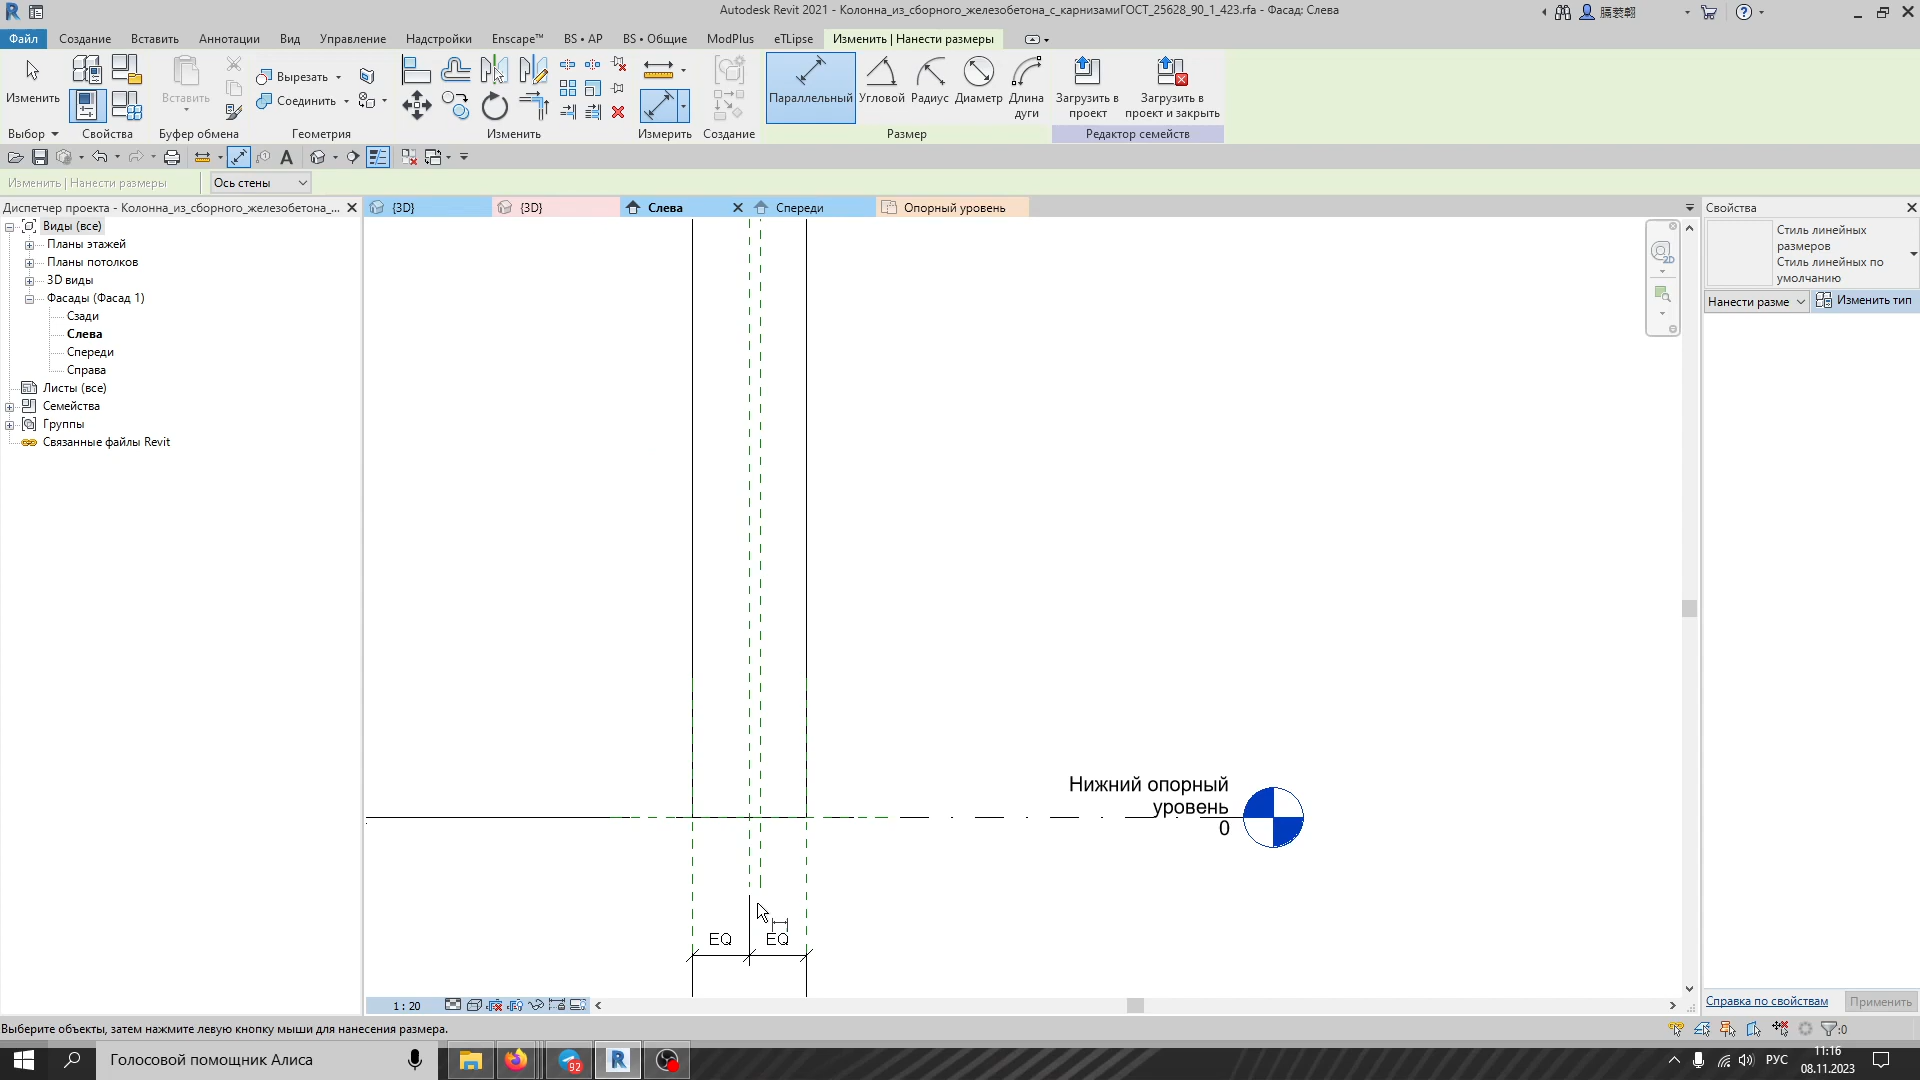 Autodesk Revit 2021 - Колонна_из_сборного_железобетона_с_карнизамиГОСТ_25628_90_1_423.rfa - Фасад: Слева
Файл Создание Вставить Аннотации Вид Управление Надстройки Enscape™ BS • АР BS • Общие ModPlus eTLipse Изменить | Нанести размеры
Изменить Вставить Вырезать Соединить Параллельный Угловой Радиус Диаметр Длина дуги Загрузить в проект Загрузить в проект и закрыть
Выбор Свойства Буфер обмена Геометрия Изменить Измерить Создание Размер Редактор семейств
Изменить | Нанести размеры Ось стены
Диспетчер проекта - Колонна_из_сборного_железобетона_...
{3D} {3D} Слева Спереди Опорный уровень
Свойства
Виды (все)
Планы этажей
Планы потолков
3D виды
Фасады (Фасад 1)
Сзади
Слева
Спереди
Справа
Листы (все)
Семейства
Группы
Связанные файлы Revit
Стиль линейных
размеров
Стиль линейных по
умолчанию
Нанести разме Изменить тип
2D
Нижний опорный
уровень
0
EQ EQ
1 : 20
Справка по свойствам Применить
Выберите объекты, затем нажмите левую кнопку мыши для нанесения размера.
:0
Голосовой помощник Алиса
92
РУС
11:16
08.11.2023